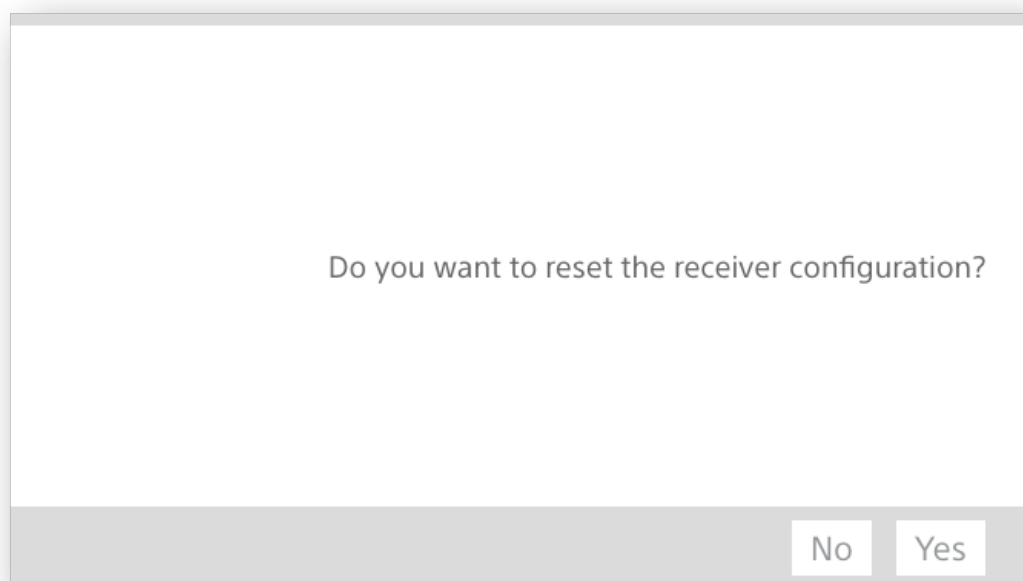 Do you want to reset the receiver configuration?
No Yes